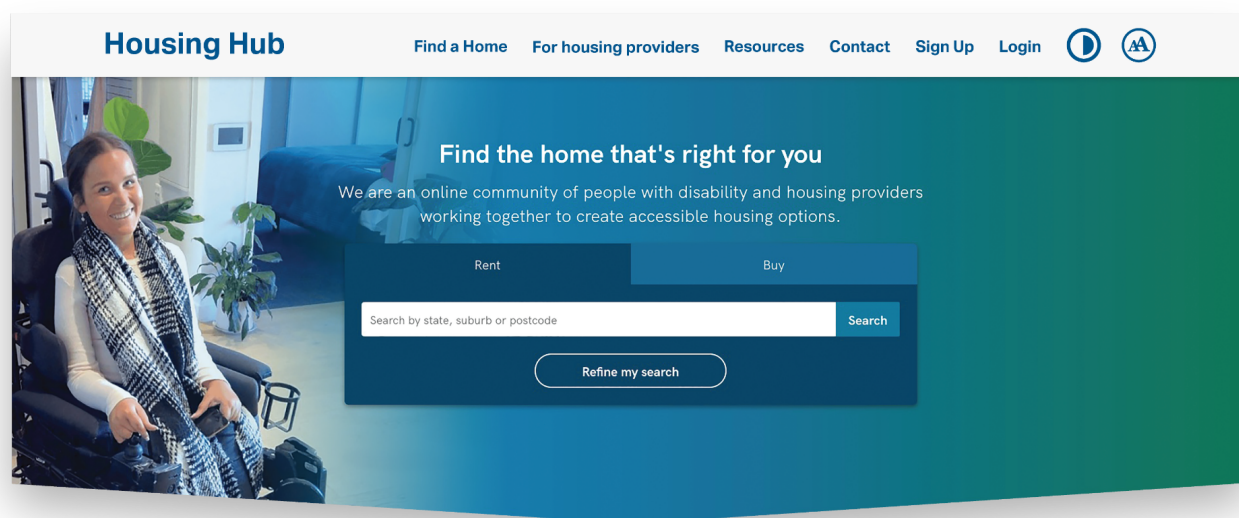 Housing Hub
Find a Home For housing providers Resources Contact Sign Up Login AA
Find the home that's right for you
We are an online community of people with disability and housing providers
working together to create accessible housing options.
Rent Buy
Search by state, suburb or postcode Search
Refine my search